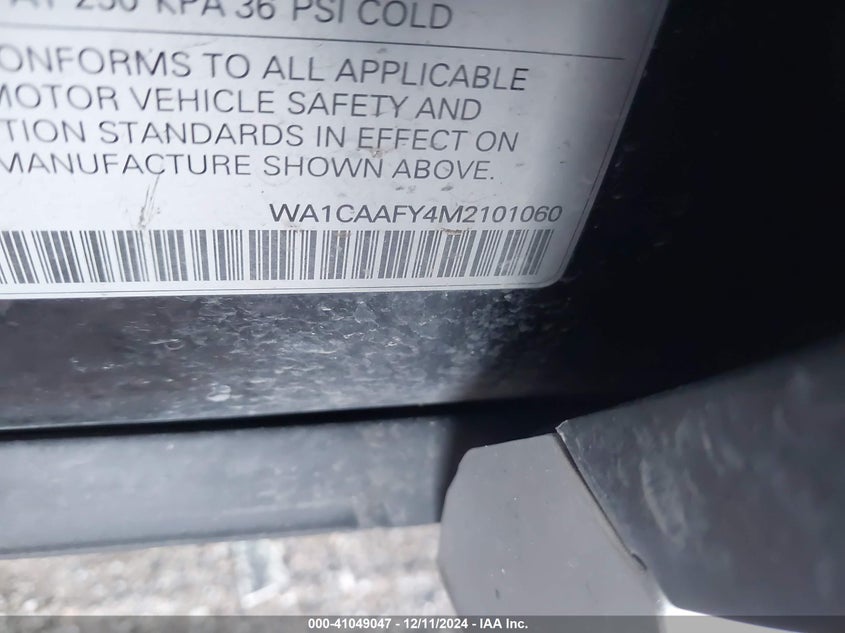 250 KPA 36 PSI COLD
ONFORMS TO ALL APPLICABLE
MOTOR VEHICLE SAFETY AND
TION STANDARDS IN EFFECT ON
MANUFACTURE SHOWN ABOVE.
WA1CAAFY4M2101060
000-41049047 - 12/11/2024 - IAA Inc.